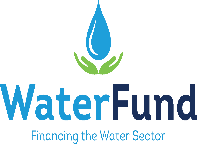 WaterFund
Financing the Water Sector